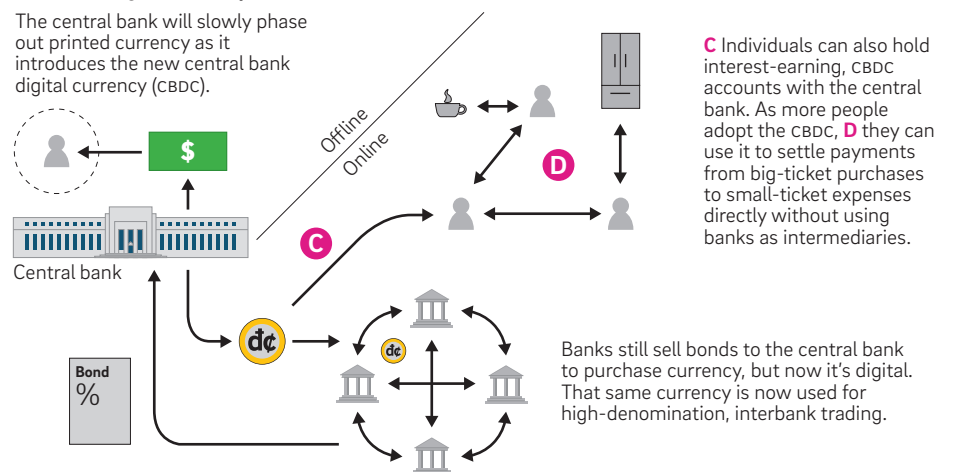 The central bank will slowly phase
out printed currency as it
introduces the new central bank
digital currency (CBDC).
$
Central bank
Offline
Online
C
D
C Individuals can also hold
interest-earning, CBDC
accounts with the central
bank. As more people
adopt the CBDC, D they can
use it to settle payments
from big-ticket purchases
to small-ticket expenses
directly without using
banks as intermediaries.
đ¢
đ¢
Bond
%
Banks still sell bonds to the central bank
to purchase currency, but now it's digital.
That same currency is now used for
high-denomination, interbank trading.